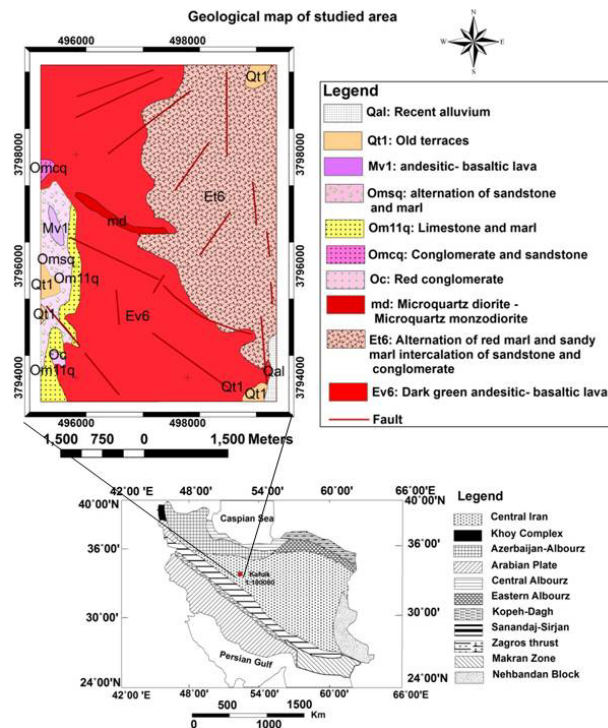 Geological map of studied area
N
W
E
S
496000
498000
3798000
3798000
3796000
3796000
3794000
3794000
Qt1
Omcq
Et6
md
Mv1
Omsq
Om11q
Qt1
Qt1
Ev6
Oc
Om11q
Qal
Qt1
Qt1
496000
498000
1,500 750 0 1,500 Meters
Legend
Qal: Recent alluvium
Qt1: Old terraces
Mv1: andesitic- basaltic lava
Omsq: alternation of sandstone
and marl
Om11q: Limestone and marl
Omcq: Conglomerate and sandstone
Oc: Red conglomerate
md: Microquartz diorite -
Microquartz monzodiorite
Et6: Alternation of red marl and sandy
marl intercalation of sandstone and
conglomerate
Ev6: Dark green andesitic- basaltic lava
Fault
42°00 'E
48°00'
54°00'
60°00'
66°00'E
40°00'N
40°00'N
36°00'
36°00'
30°00'
30°00'
24°00'N
24°00'N
Caspian Sea
Kahak
1:100000
Persian Gulf
42°00 'E
48°00'
54°00'
60°00'
66°00'E
500
1500
0
1000
Km
Legend
Central Iran
Khoy Complex
Azerbaijan-Albourz
Arabian Plate
Central Albourz
Eastern Albourz
Kopeh-Dagh
Sanandaj-Sirjan
Zagros thrust
Makran Zone
Nehbandan Block